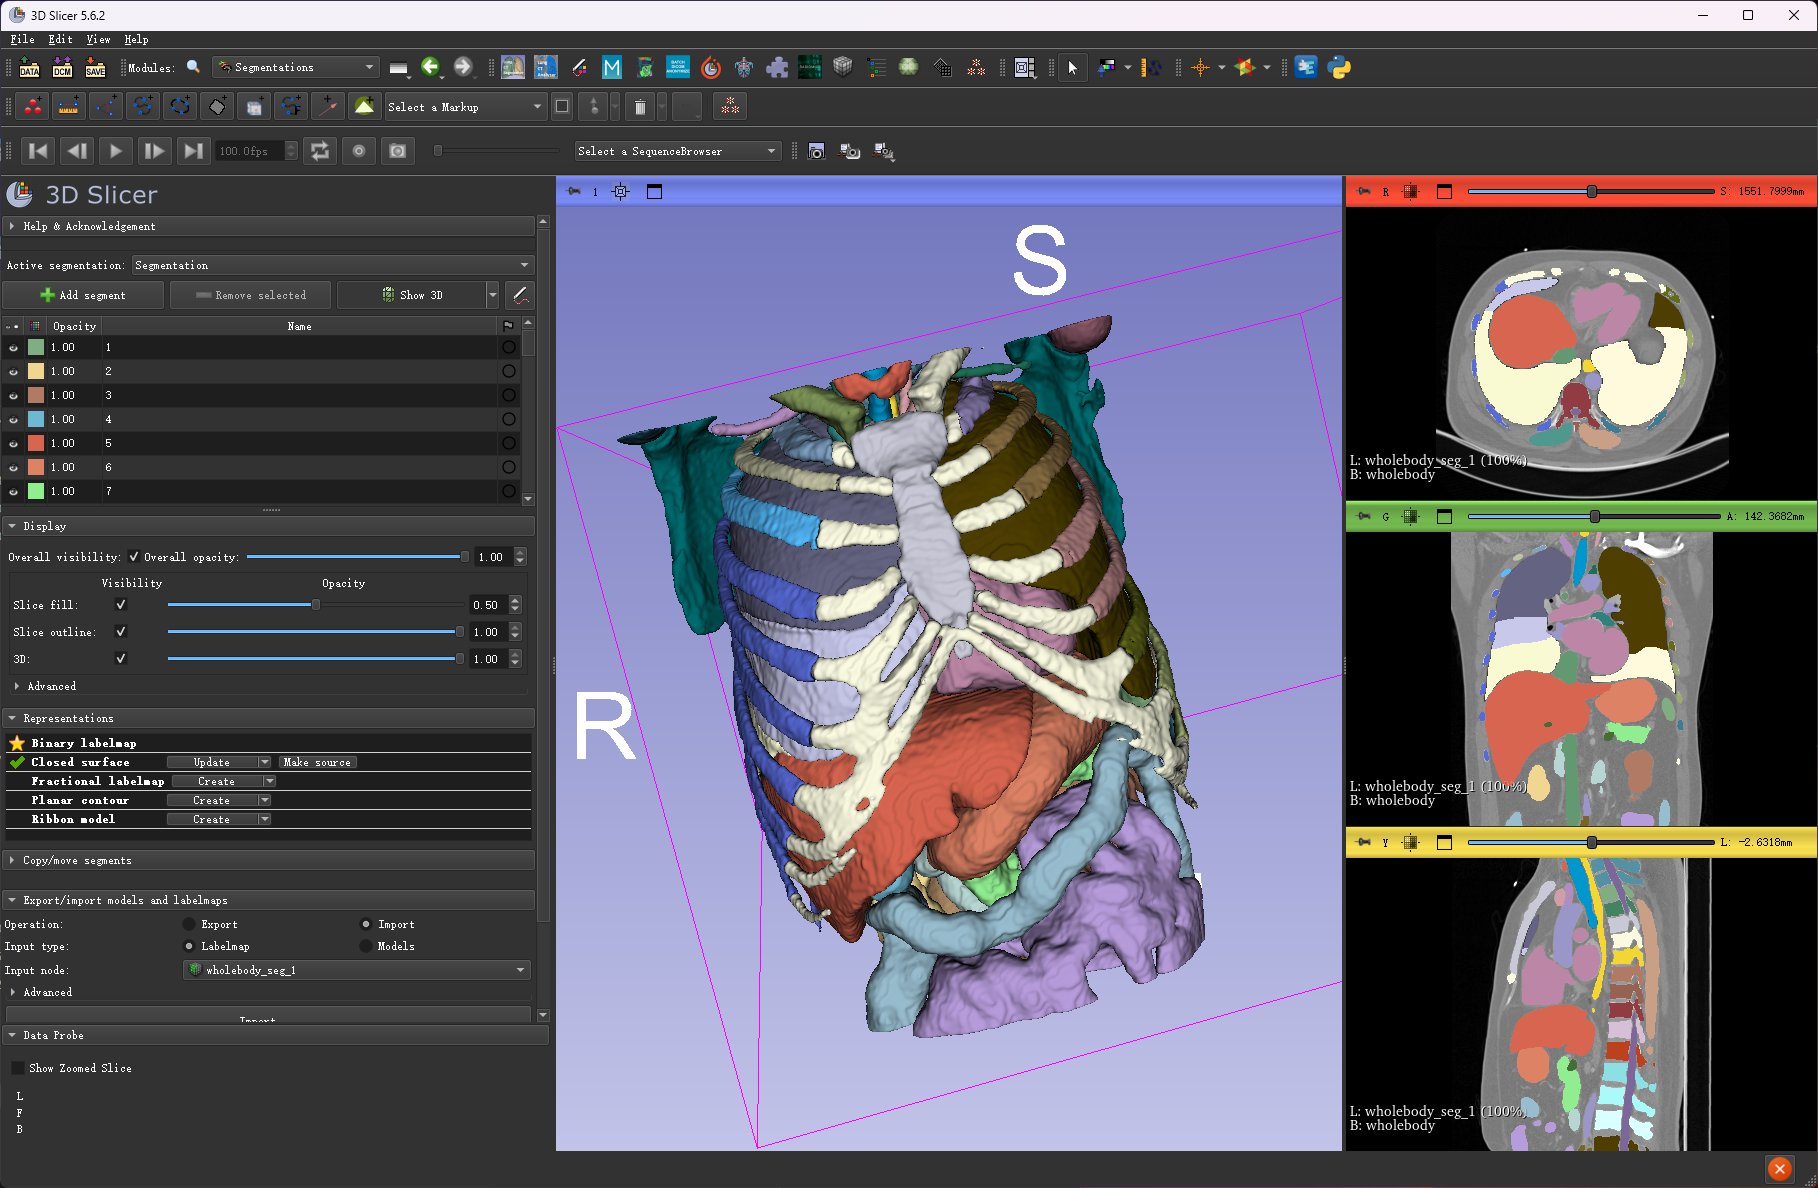 3D Slicer 5.6.2
File Edit View Help
DATA DCM SAVE Modules: Segmentations
M
Select a Markup
100.0fps Select a SequenceBrowser
3D Slicer
Help & Acknowledgement
Active segmentation: Segmentation
Add segment Remove selected Show 3D
Opacity Name
1.00 1
1.00 2
1.00 3
1.00 4
1.00 5
1.00 6
1.00 7
Display
Overall visibility: Overall opacity: 1.00
Visibility Opacity
Slice fill: 0.50
Slice outline: 1.00
3D: 1.00
Advanced
Representations
Binary labelmap
Closed surface Update Make source
Fractional labelmap Create
Planar contour Create
Ribbon model Create
Copy/move segments
Export/import models and labelmaps
Operation: Export Import
Input type: Labelmap Models
Input node: wholebody_seg_1
Advanced
Import
Data Probe
Show Zoomed Slice
L
F
B
1
S
R
R S: 1551.7999mm
L: wholebody_seg_1 (100%)
B: wholebody
G A: 142.3682mm
L: wholebody_seg_1 (100%)
B: wholebody
Y L: -2.6318mm
L: wholebody_seg_1 (100%)
B: wholebody